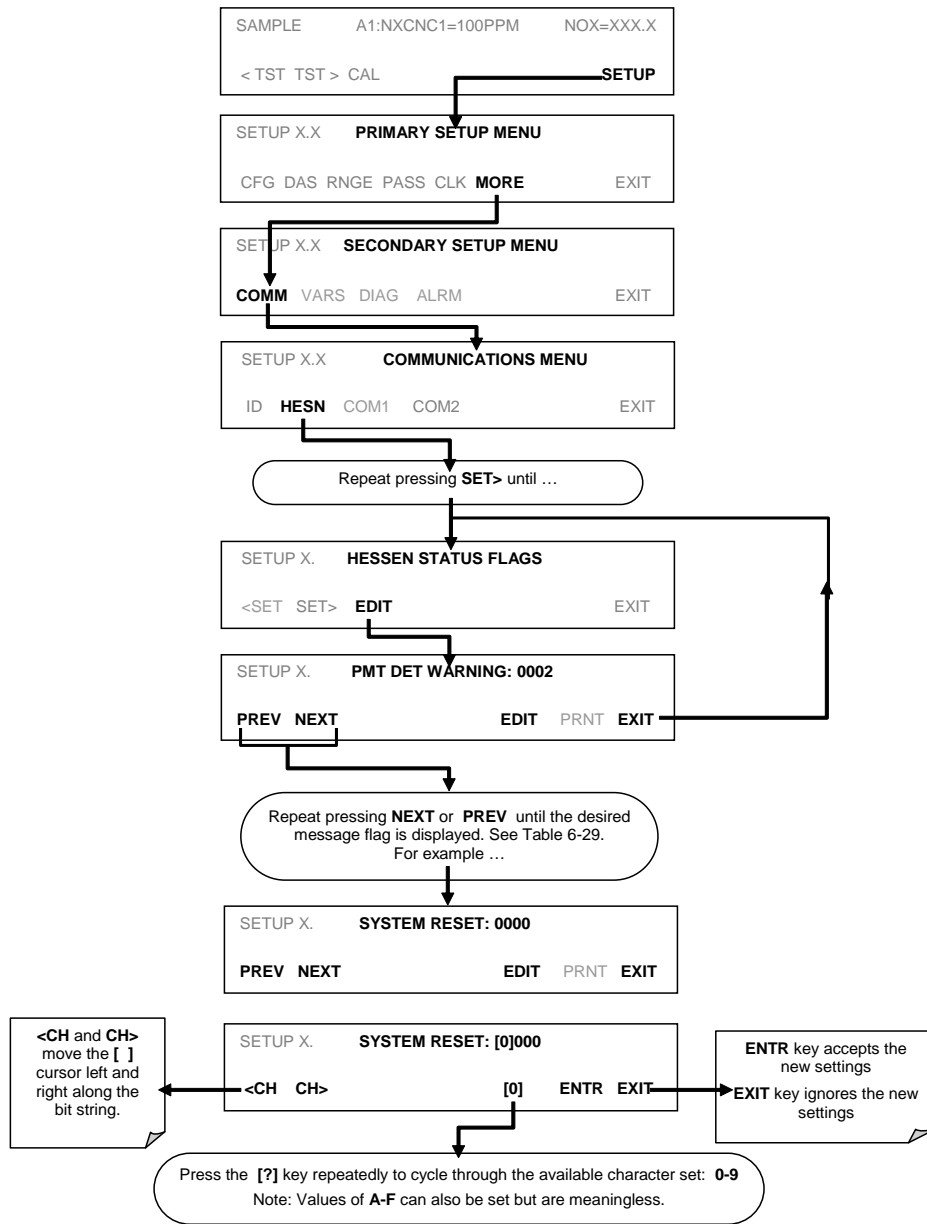 SAMPLE A1:NXCNC1=100PPM NOX=XXX.X
< TST TST > CAL SETUP
SETUP X.X PRIMARY SETUP MENU
CFG DAS RNGE PASS CLK MORE EXIT
SETUP X.X SECONDARY SETUP MENU
COMM VARS DIAG ALRM EXIT
SETUP X.X COMMUNICATIONS MENU
ID HESN COM1 COM2 EXIT
Repeat pressing SET> until …
SETUP X. HESSEN STATUS FLAGS
<SET SET> EDIT EXIT
SETUP X. PMT DET WARNING: 0002
PREV NEXT EDIT PRNT EXIT
Repeat pressing NEXT or PREV until the desired
message flag is displayed. See Table 6-29.
For example …
SETUP X. SYSTEM RESET: 0000
PREV NEXT EDIT PRNT EXIT
<CH and CH>
move the [ ]
cursor left and
right along the
bit string.
SETUP X. SYSTEM RESET: [0]000
<CH CH> [0] ENTR EXIT
ENTR key accepts the
new settings
EXIT key ignores the new
settings
Press the [?] key repeatedly to cycle through the available character set: 0-9
Note: Values of A-F can also be set but are meaningless.